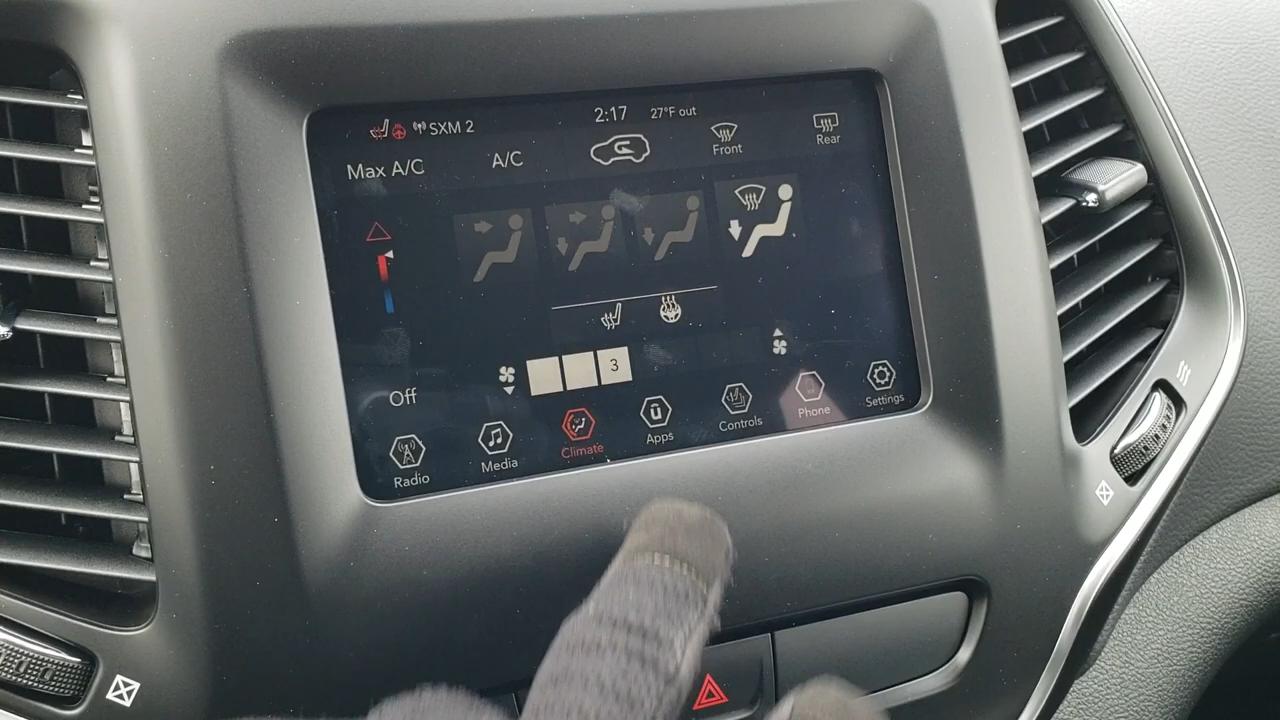 SXM 2
2:17
27°F out
Max A/C
A/C
Front
Rear
3
Off
Radio
Media
Climate
Apps
Controls
Phone
Settings